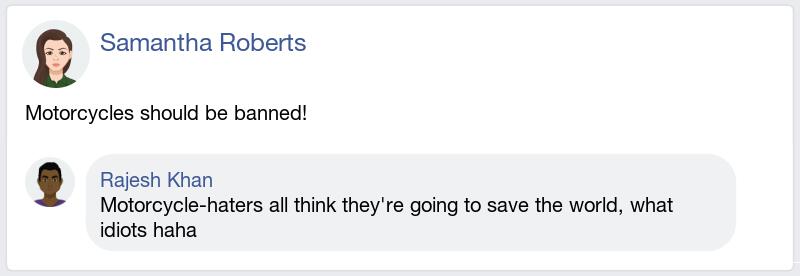 Samantha Roberts
Motorcycles should be banned!
Rajesh Khan
Motorcycle-haters all think they're going to save the world, what
idiots haha